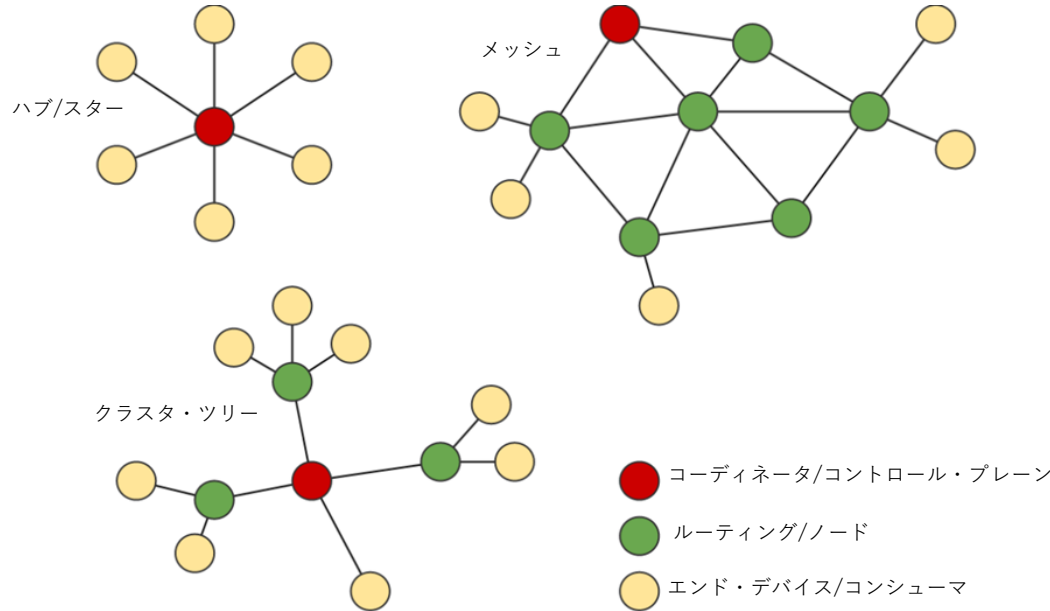 ハブ/スター
メッシュ
クラスタ・ツリー
コーディネータ/コントロール・プレーン
ルーティング/ノード
エンド・デバイス/コンシューマ